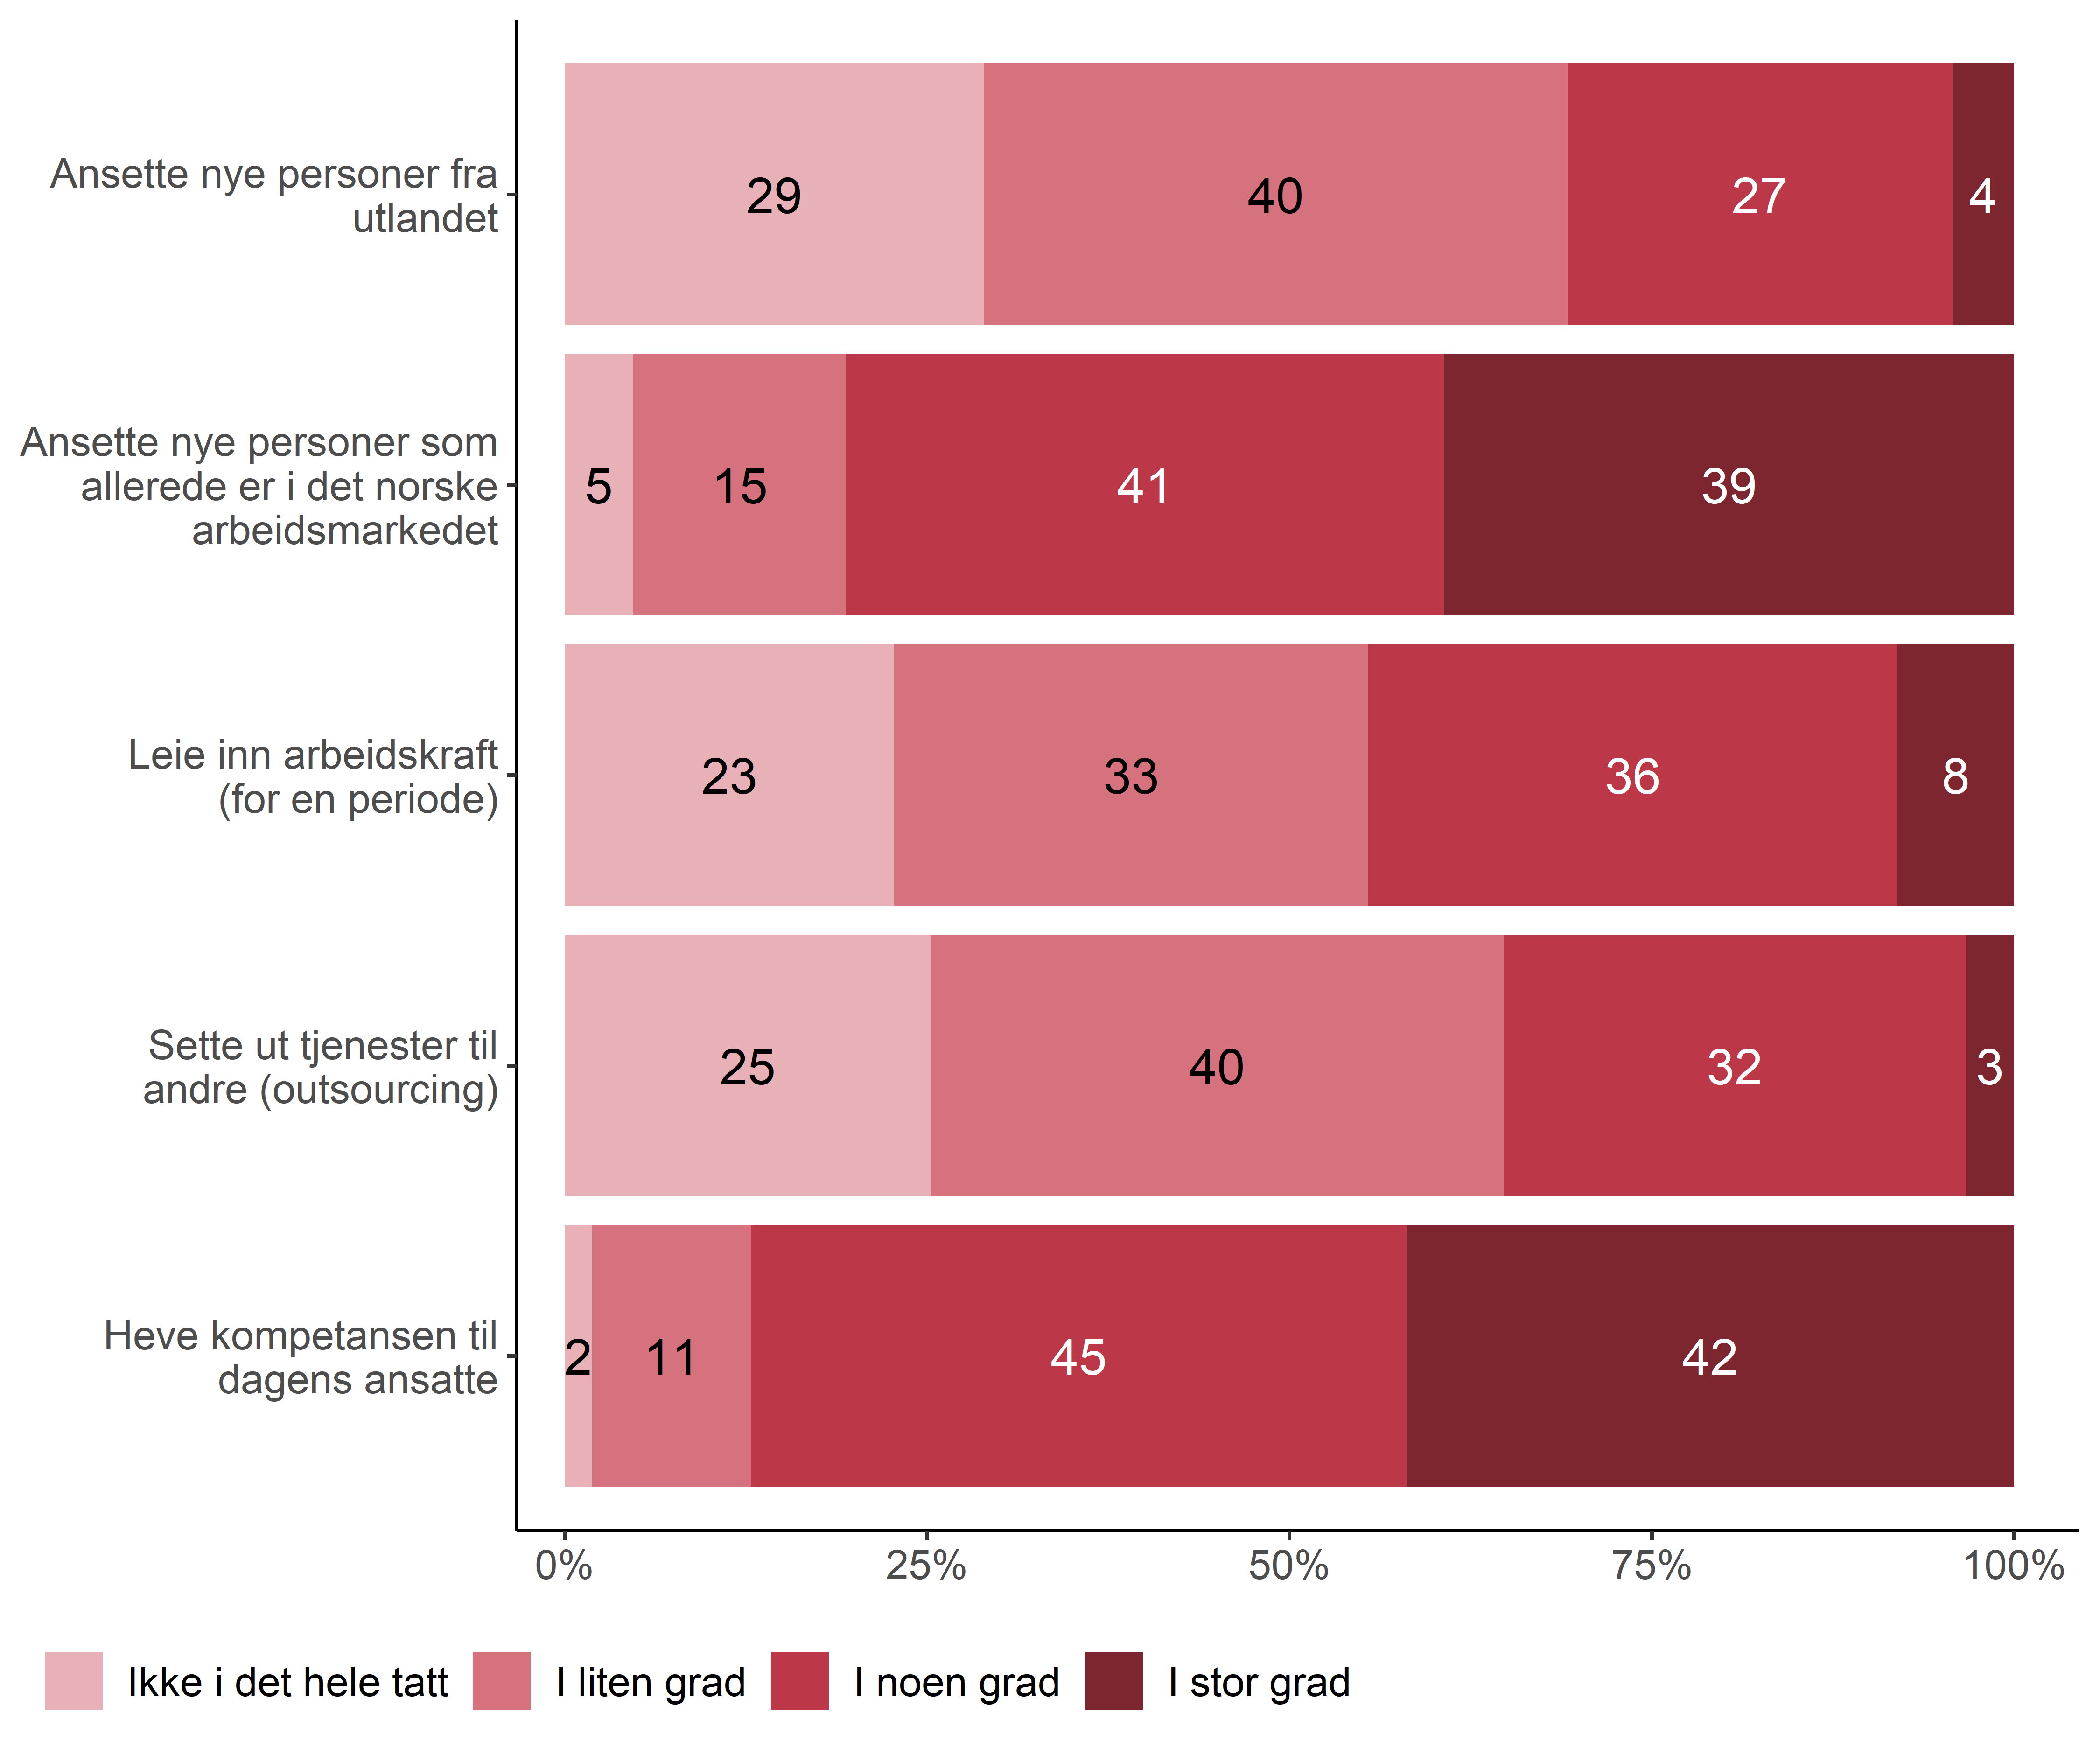 Ansette nye personer fra
utlandet
29 40 27 4
Ansette nye personer som
allerede er i det norske
arbeidsmarkedet
5 15 41 39
Leie inn arbeidskraft
(for en periode)
23 33 36 8
Sette ut tjenester til
andre (outsourcing)
25 40 32 3
Heve kompetansen til
dagens ansatte
2 11 45 42
0% 25% 50% 75% 100%
Ikke i det hele tatt I liten grad I noen grad I stor grad